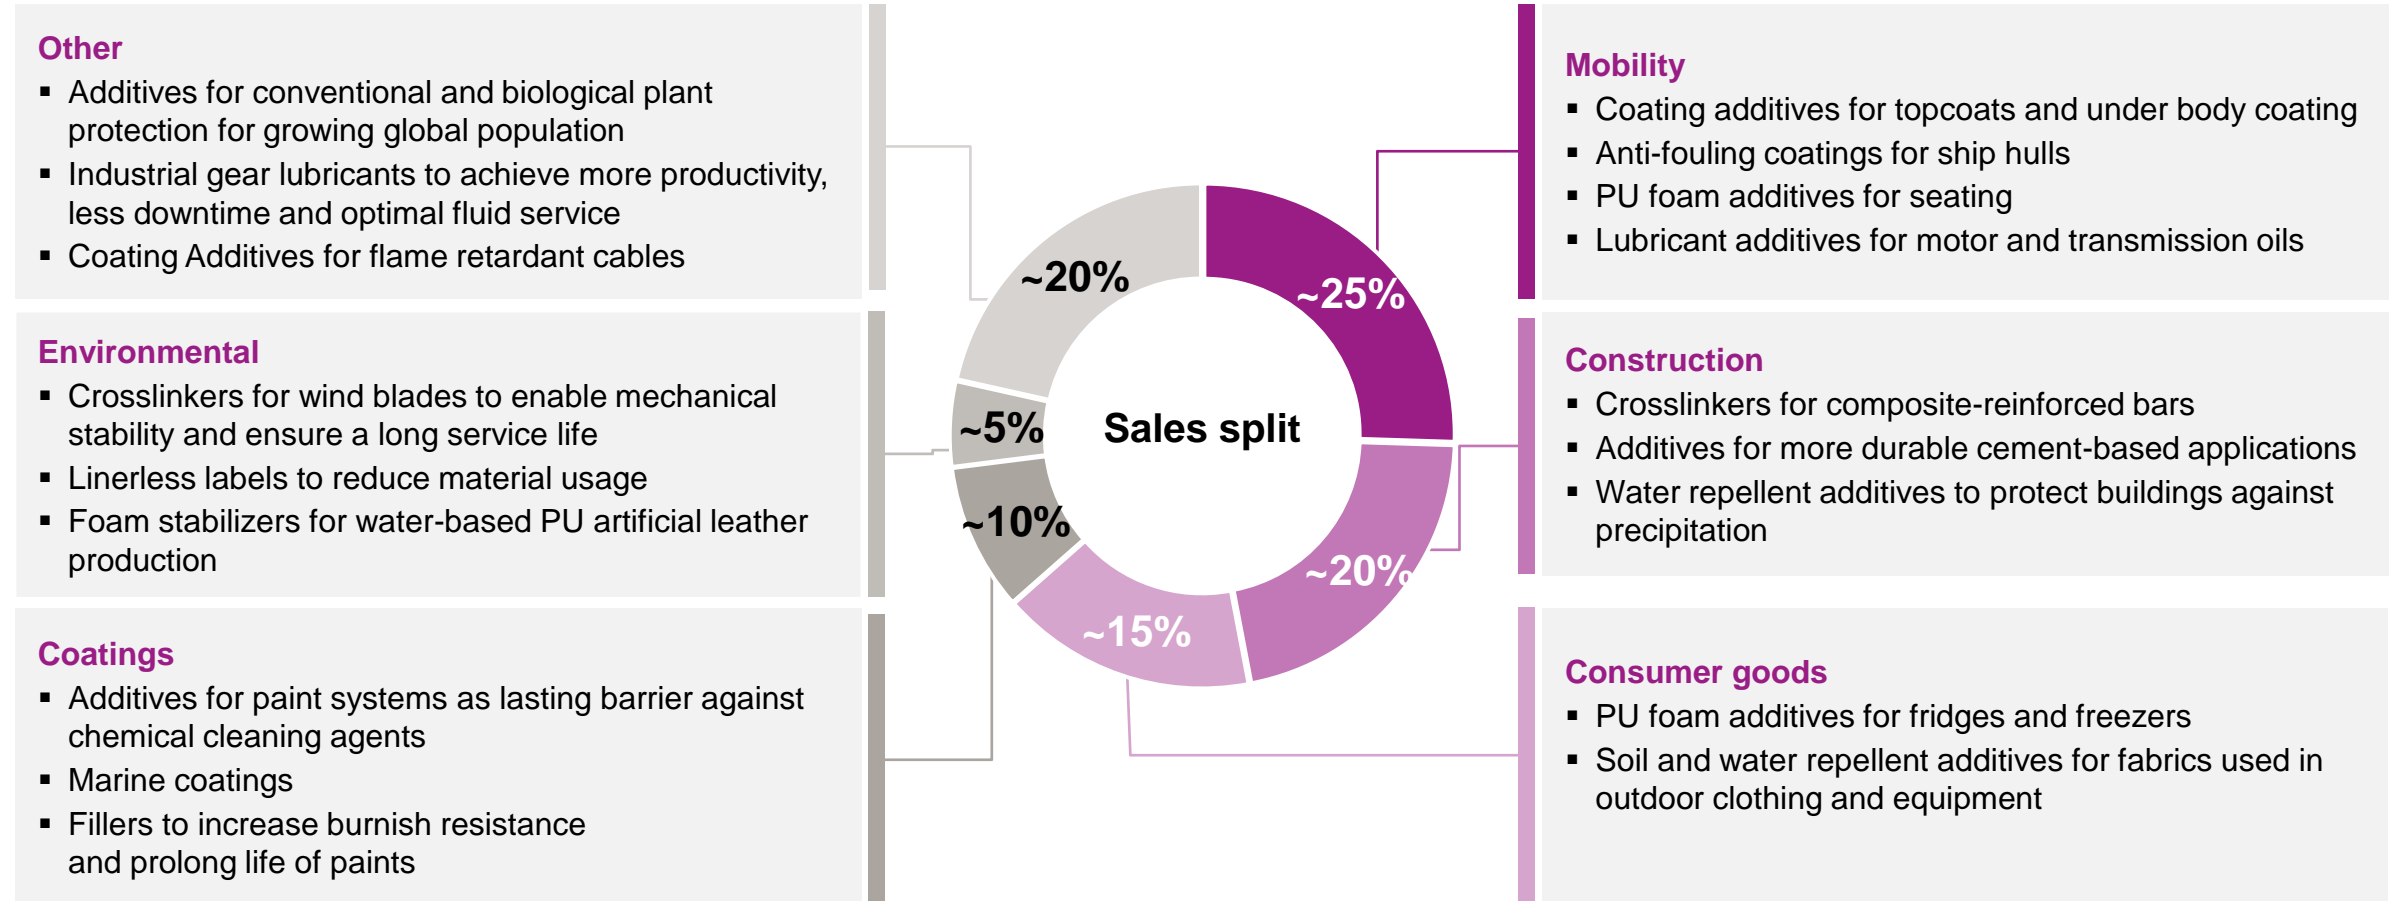 Other
▪ Additives for conventional and biological plant
protection for growing global population
▪ Industrial gear lubricants to achieve more productivity,
less downtime and optimal fluid service
▪ Coating Additives for flame retardant cables
Environmental
▪ Crosslinkers for wind blades to enable mechanical
stability and ensure a long service life
▪ Linerless labels to reduce material usage
▪ Foam stabilizers for water-based PU artificial leather
production
Coatings
▪ Additives for paint systems as lasting barrier against
chemical cleaning agents
▪ Marine coatings
▪ Fillers to increase burnish resistance
and prolong life of paints
~20%
~25%
~5%
Sales split
~10%
~20%
~15%
Mobility
▪ Coating additives for topcoats and under body coating
▪ Anti-fouling coatings for ship hulls
▪ PU foam additives for seating
▪ Lubricant additives for motor and transmission oils
Construction
▪ Crosslinkers for composite-reinforced bars
▪ Additives for more durable cement-based applications
▪ Water repellent additives to protect buildings against
precipitation
Consumer goods
▪ PU foam additives for fridges and freezers
▪ Soil and water repellent additives for fabrics used in
outdoor clothing and equipment